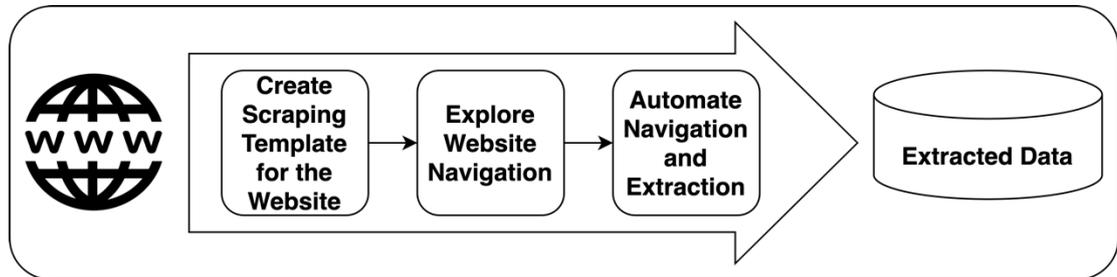 WWW
Create
Scraping
Template
for the
Website
Explore
Website
Navigation
Automate
Navigation
and
Extraction
Extracted Data